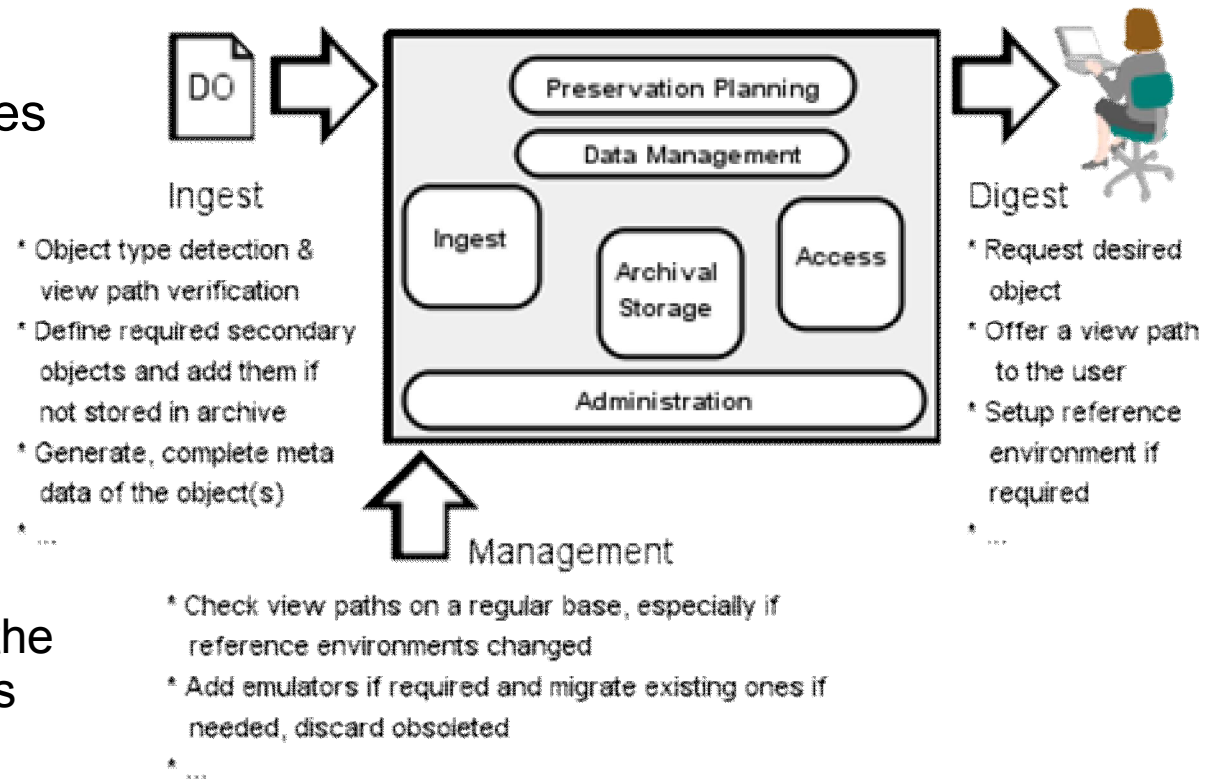 es
the
s
DO
Preservation Planning
Data Management
Ingest
Archival
Storage
Access
Administration
Ingest
* Object type detection &
view path verification
* Define required secondary
objects and add them if
not stored in archive
* Generate, complete meta
data of the object(s)
* ...
Digest
* Request desired
object
* Offer a view path
to the user
* Setup reference
environment if
required
* ...
Management
* Check view paths on a regular base, especially if
reference environments changed
* Add emulators if required and migrate existing ones if
needed, discard obsoleted
* ...